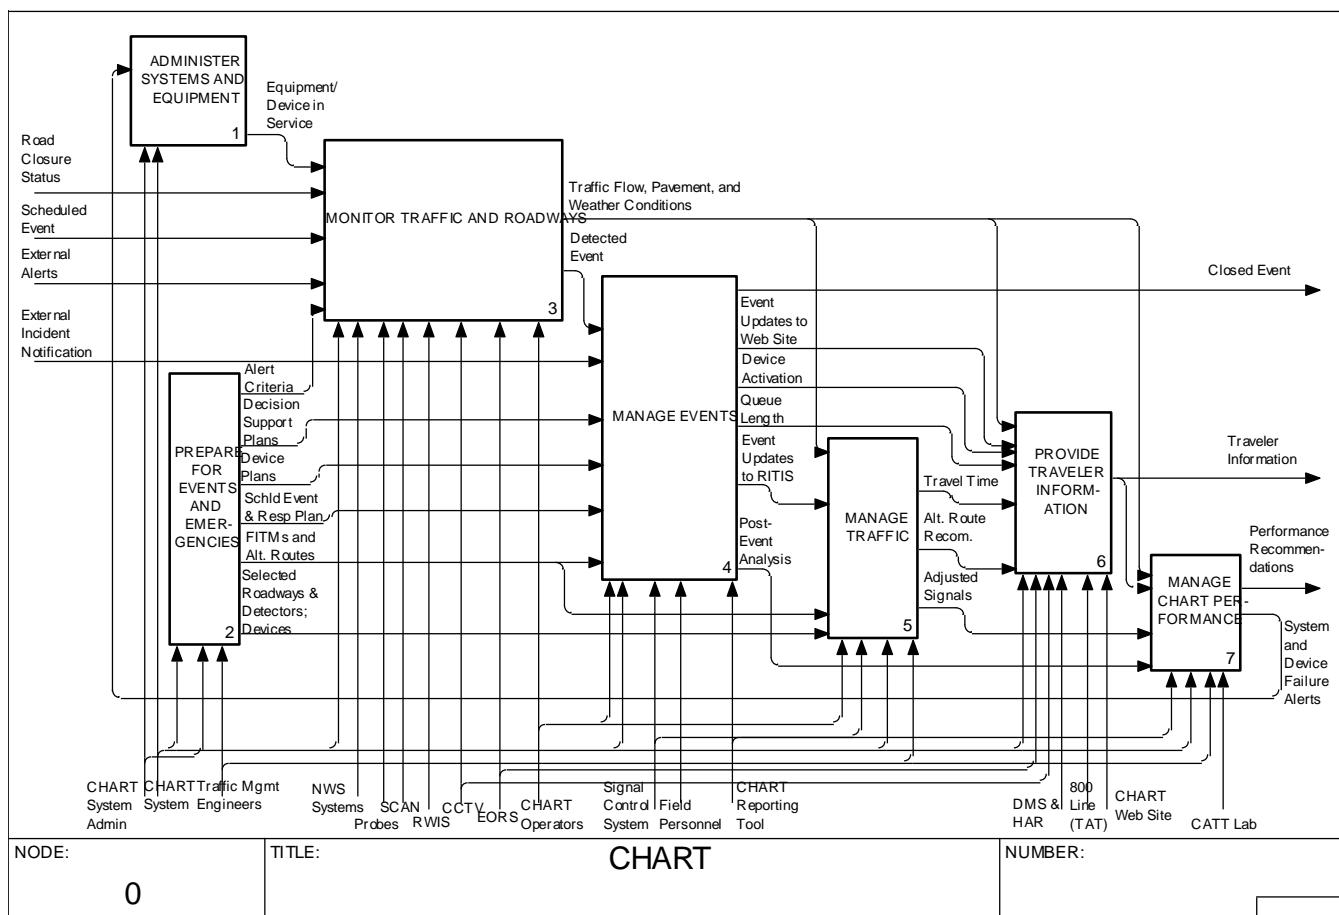 ADMINISTER
SYSTEMS AND
EQUIPMENT
1
Equipment/
Device in
Service
Road
Closure
Status
Scheduled
Event
External
Alerts
External
Incident
Notification
MONITOR TRAFFIC AND ROADWAYS
3
Traffic Flow, Pavement, and
Weather Conditions
Detected
Event
Closed Event
Event
Updates to
Web Site
Device
Activation
Queue
Length
Event
Updates
to RITIS
Post-
Event
Analysis
MANAGE EVENTS
4
Alert
Criteria
Decision
Support
Plans
Device
Plans
Schld Event
& Resp Plan
FITMs and
Alt. Routes
Selected
Roadways &
Detectors;
Devices
PREPARE
FOR
EVENTS
AND
EMER-
GENCIES
2
MANAGE
TRAFFIC
5
Travel Time
Alt. Route
Recom.
Adjusted
Signals
PROVIDE
TRAVELER
INFORM-
ATION
6
Traveler
Information
Performance
Recommen-
dations
MANAGE
CHART PER-
FORMANCE
7
System
and
Device
Failure
Alerts
CHART
System
Admin
CHART
System
Traffic Mgmt
Engineers
NWS
Systems
Probes
SCAN
RWIS
CCTV
EORS
CHART
Operators
Signal
Control
System
Field
Personnel
CHART
Reporting
Tool
DMS &
HAR
800
Line
(TAT)
CHART
Web Site
CATT Lab
NODE:
0
TITLE:
CHART
NUMBER: